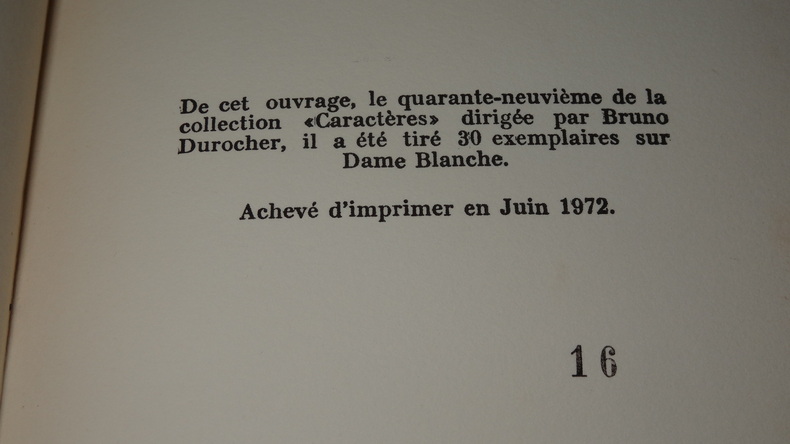 De cet ouvrage, le quarante-neuvième de la
collection «Caractères» dirigée par Bruno
Durocher, il a été tiré 30 exemplaires sur
Dame Blanche.
Achevé d'imprimer en Juin 1972.
16